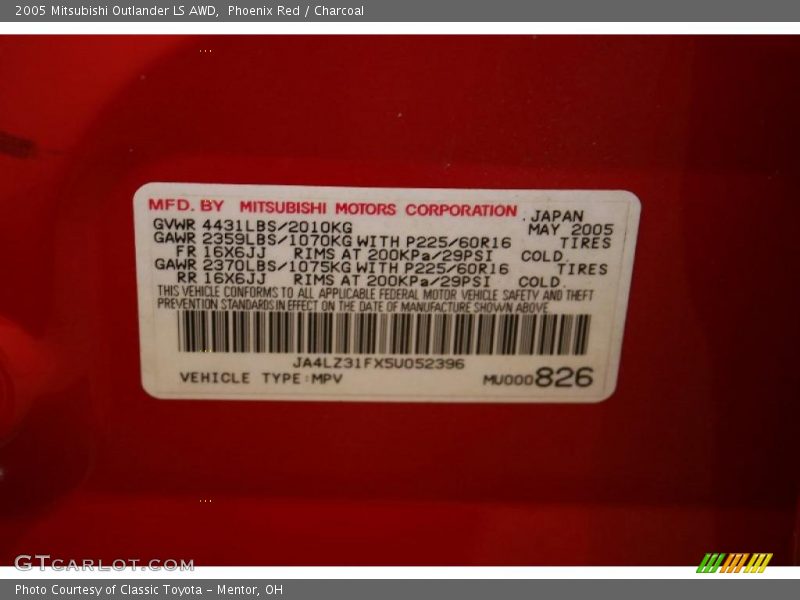 2005 Mitsubishi Outlander LS AWD,  Phoenix Red / Charcoal
MFD. BY MITSUBISHI MOTORS CORPORATION JAPAN
GVWR 4431LBS/2010KG MAY 2005
GAWR 2359LBS/1070KG WITH P225/60R16 TIRES
FR 16X6JJ RIMS AT 200KPa/29PSI COLD.
GAWR 2370LBS/1075KG WITH P225/60R16 TIRES
RR 16X6JJ RIMS AT 200KPa/29PSI COLD.
THIS VEHICLE CONFORMS TO ALL APPLICABLE FEDERAL MOTOR VEHICLE SAFETY AND THEFT
PREVENTION STANDARDS IN EFFECT ON THE DATE OF MANUFACTURE SHOWN ABOVE.
JA4LZ31FX5U052396
VEHICLE TYPE:MPV MU000826
GTCARLOT.COM
Photo Courtesy of Classic Toyota - Mentor, OH